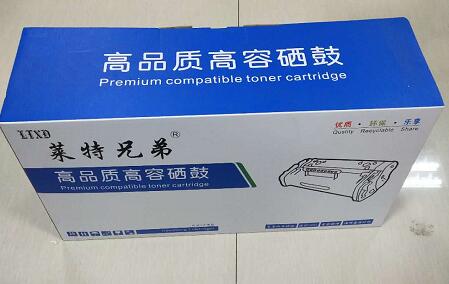 高品质高容硒鼓
Premium compatible toner cartridge
优质 · 环保 · 乐享
Quality Recyclable Share
LTXD
莱特兄弟®
高品质高容硒鼓
Premium compatible toner cartridge